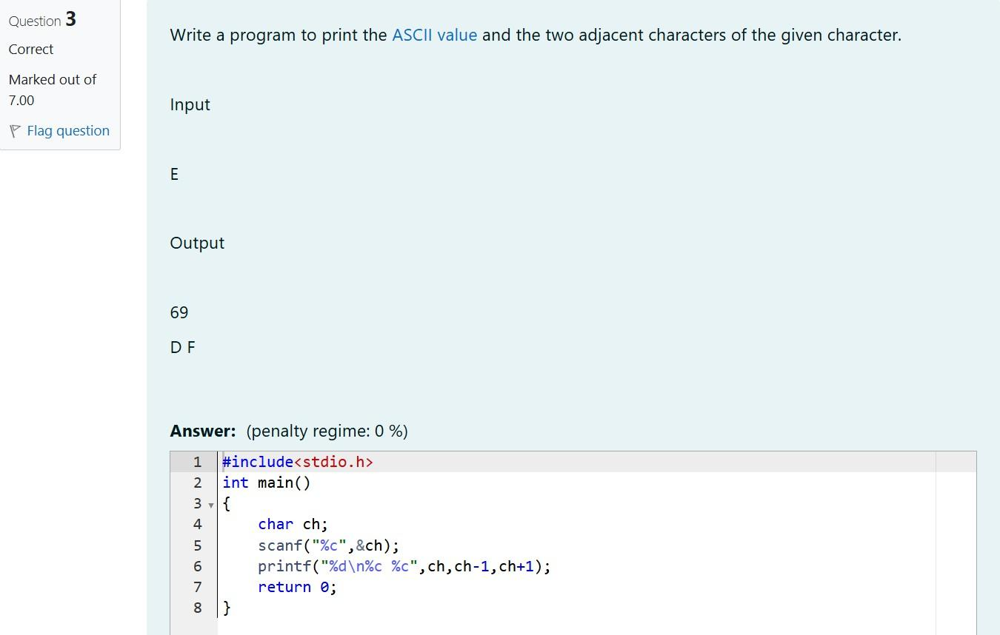 Question 3
Correct
Marked out of
7.00
Flag question
Write a program to print the ASCII value and the two adjacent characters of the given character.
Input
E
Output
69
D F
Answer: (penalty regime: 0 %)
1 #include<stdio.h>
2 int main()
3 {
4     char ch;
5     scanf("%c",&ch);
6     printf("%d\n%c %c",ch,ch-1,ch+1);
7     return 0;
8 }